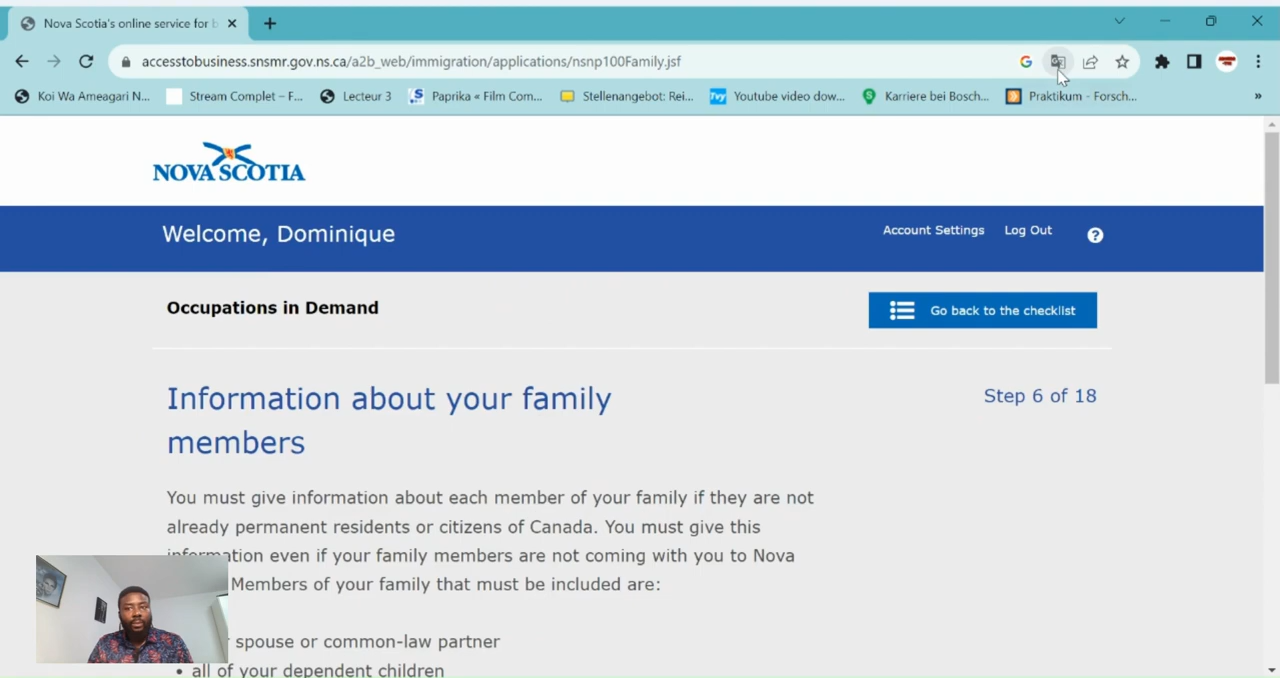 Nova Scotia's online service for b
accesstobusiness.snsmr.gov.ns.ca/a2b_web/immigration/applications/nsnp100Family.jsf
Koi Wa Ameagari N... Stream Complet – F... Lecteur 3 Paprika « Film Com... Stellenangebot: Rei... Youtube video dow... Karriere bei Bosch... Praktikum - Forsch... »
NOVA SCOTIA
Welcome, Dominique
Account Settings Log Out ?
Occupations in Demand
Go back to the checklist
Information about your family
members
Step 6 of 18
You must give information about each member of your family if they are not
already permanent residents or citizens of Canada. You must give this
information even if your family members are not coming with you to Nova
Members of your family that must be included are:
spouse or common-law partner
• all of your dependent children